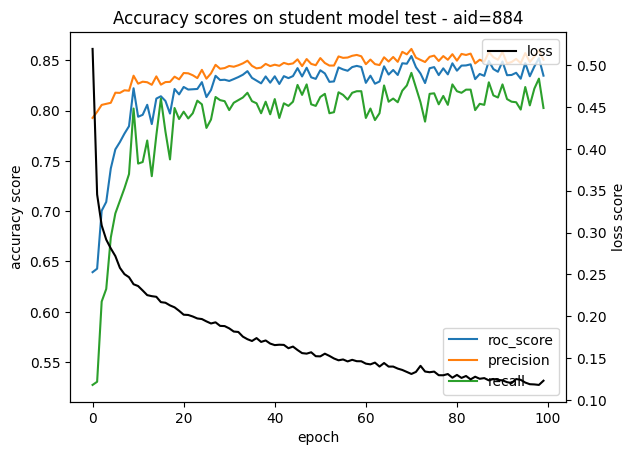 Accuracy scores on student model test - aid=884
loss
0.85
0.80
0.75
0.70
0.65
0.60
0.55
accuracy score
0.50
0.45
0.40
0.35
0.30
0.25
0.20
0.15
0.10
loss score
roc_score
precision
recall
0 20 40 60 80 100
epoch